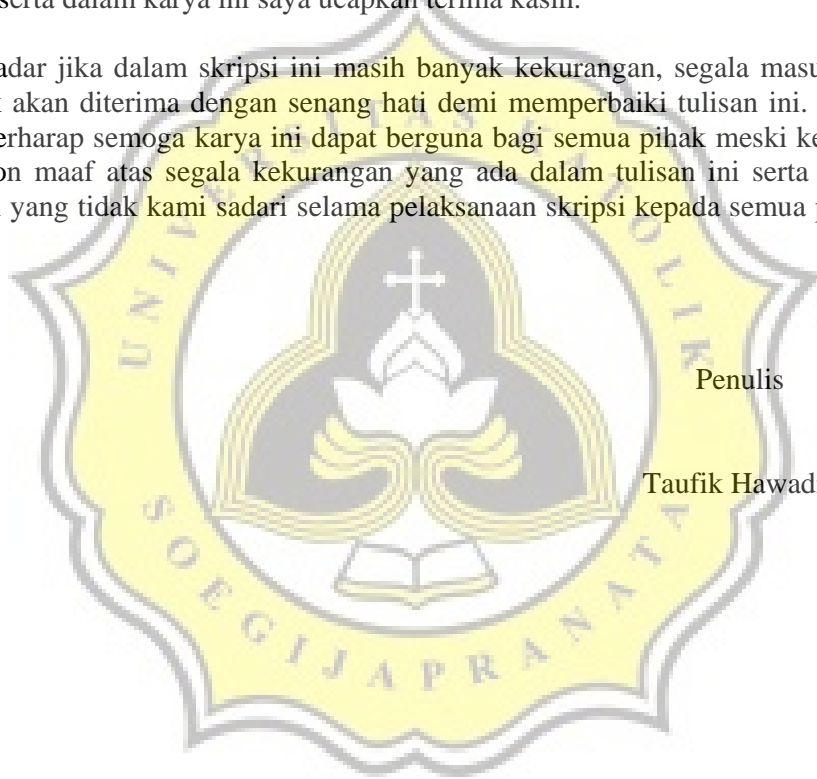 serta dalam karya ini saya ucapkan terima kasih.
adar jika dalam skripsi ini masih banyak kekurangan, segala masu
akan diterima dengan senang hati demi memperbaiki tulisan ini.
erharap semoga karya ini dapat berguna bagi semua pihak meski ke
on maaf atas segala kekurangan yang ada dalam tulisan ini serta
yang tidak kami sadari selama pelaksanaan skripsi kepada semua p
UNIVERSITAS KATOLIK
Penulis
Taufik Hawad
SOEGIJAPRANATA